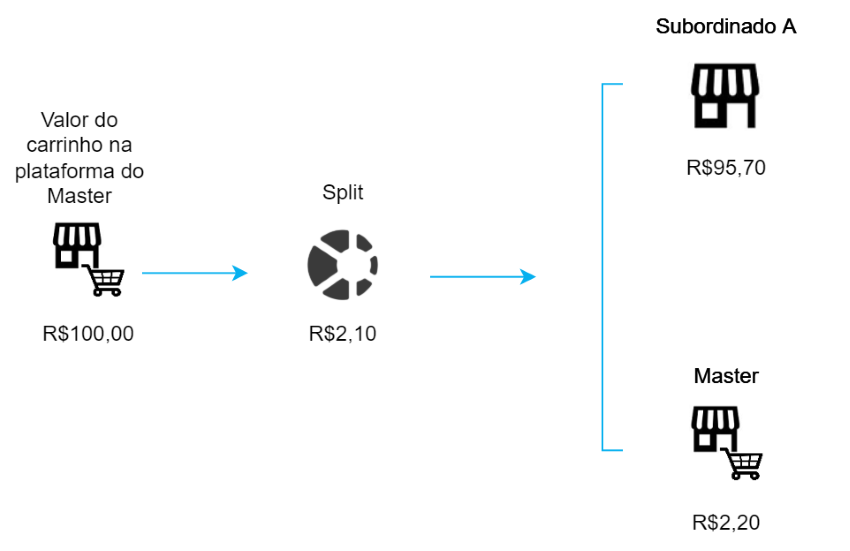 Valor do
carrinho na
plataforma do
Master
R$100,00
Split
R$2,10
Subordinado A
R$95,70
Master
R$2,20